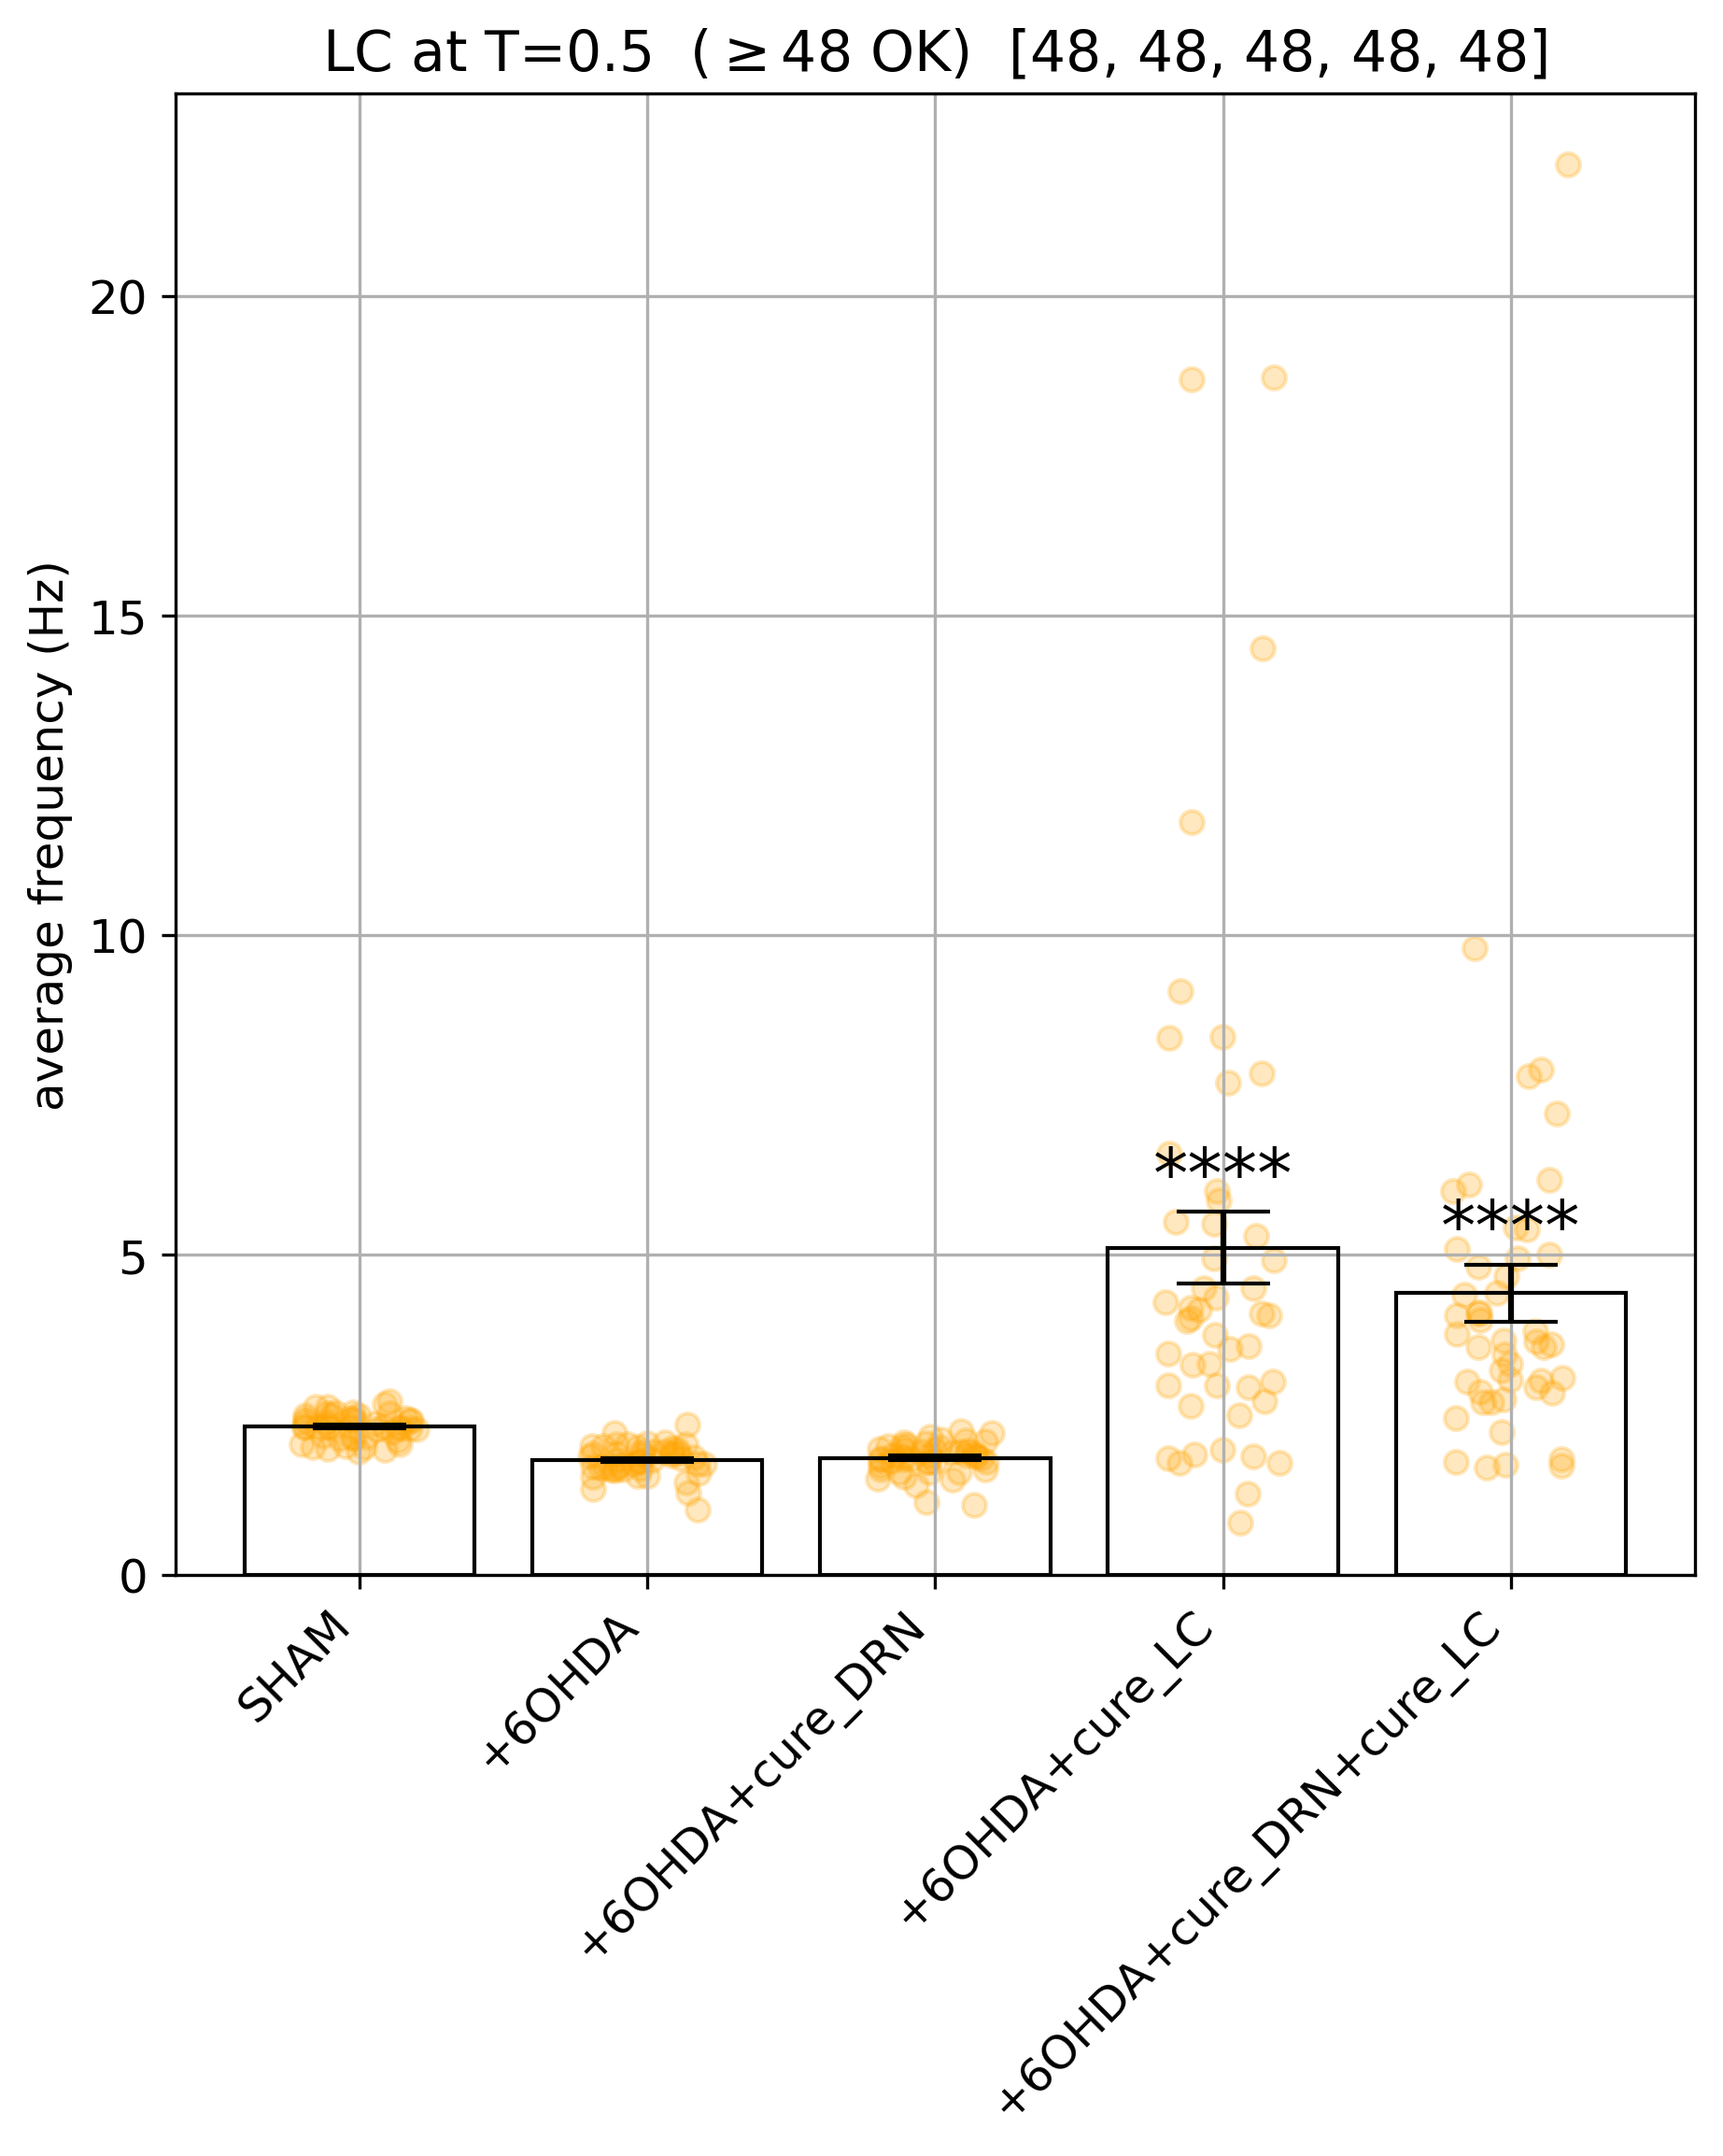 LC at T=0.5 (≥48 OK) [48, 48, 48, 48, 48]
average frequency (Hz)
20
15
10
5
0
****
****
SHAM
+6OHDA
+6OHDA+cure_DRN
+6OHDA+cure_LC
+6OHDA+cure_DRN+cure_LC